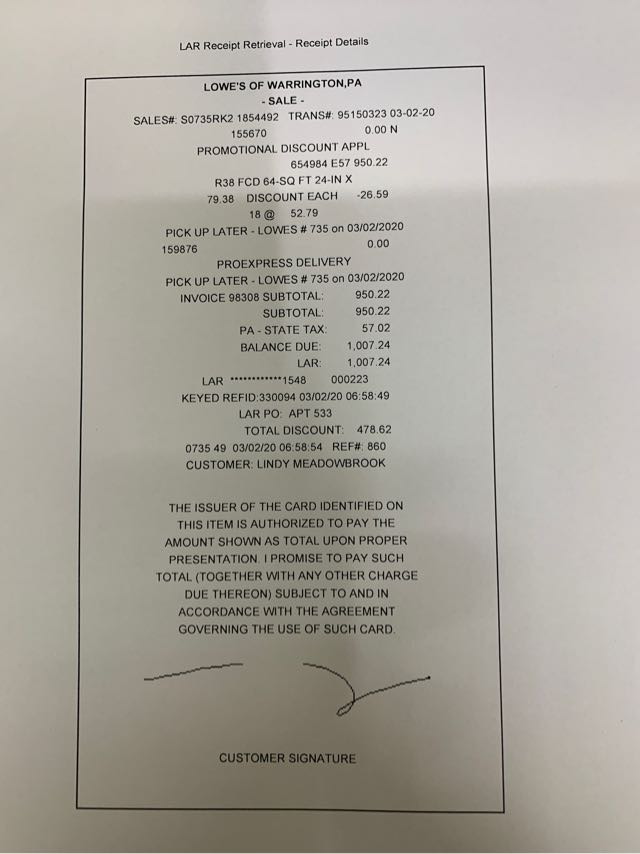 LAR Receipt Retrieval - Receipt Details
LOWE'S OF WARRINGTON,PA
- SALE -
SALES#: S0735RK2 1854492 TRANS#: 95150323 03-02-20
155670 0.00 N
PROMOTIONAL DISCOUNT APPL
654984 E57 950.22
R38 FCD 64-SQ FT 24-IN X
79.38 DISCOUNT EACH -26.59
18 @ 52.79
PICK UP LATER - LOWES # 735 on 03/02/2020
159876 0.00
PROEXPRESS DELIVERY
PICK UP LATER - LOWES # 735 on 03/02/2020
INVOICE 98308 SUBTOTAL: 950.22
SUBTOTAL: 950.22
PA - STATE TAX: 57.02
BALANCE DUE: 1,007.24
LAR: 1,007.24
LAR ************1548 000223
KEYED REFID:330094 03/02/20 06:58:49
LAR PO: APT 533
TOTAL DISCOUNT: 478.62
0735 49 03/02/20 06:58:54 REF#: 860
CUSTOMER: LINDY MEADOWBROOK
THE ISSUER OF THE CARD IDENTIFIED ON
THIS ITEM IS AUTHORIZED TO PAY THE
AMOUNT SHOWN AS TOTAL UPON PROPER
PRESENTATION. I PROMISE TO PAY SUCH
TOTAL (TOGETHER WITH ANY OTHER CHARGE
DUE THEREON) SUBJECT TO AND IN
ACCORDANCE WITH THE AGREEMENT
GOVERNING THE USE OF SUCH CARD.
CUSTOMER SIGNATURE